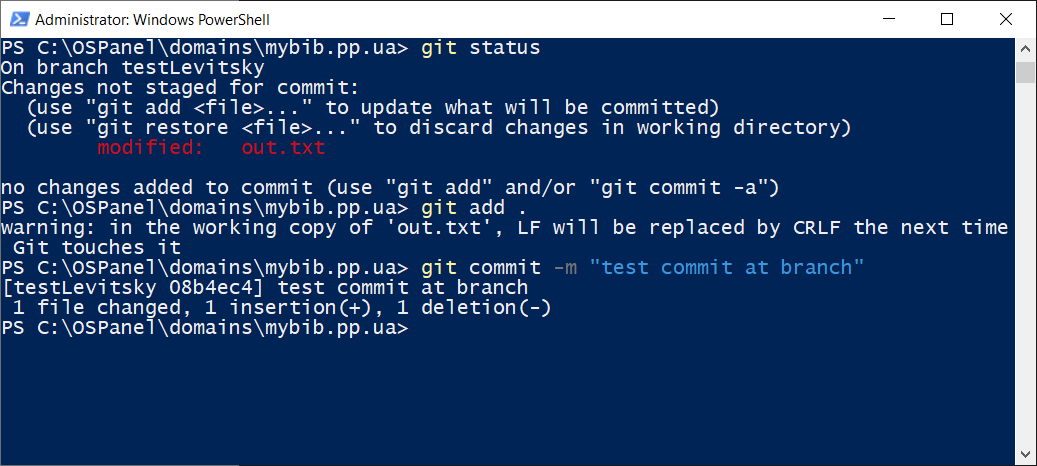 Administrator: Windows PowerShell
PS C:\OSPanel\domains\mybib.pp.ua> git status
On branch testLevitsky
Changes not staged for commit:
  (use "git add <file>..." to update what will be committed)
  (use "git restore <file>..." to discard changes in working directory)
        modified:   out.txt
no changes added to commit (use "git add" and/or "git commit -a")
PS C:\OSPanel\domains\mybib.pp.ua> git add .
warning: in the working copy of 'out.txt', LF will be replaced by CRLF the next time
 Git touches it
PS C:\OSPanel\domains\mybib.pp.ua> git commit -m "test commit at branch"
[testLevitsky 08b4ec4] test commit at branch
 1 file changed, 1 insertion(+), 1 deletion(-)
PS C:\OSPanel\domains\mybib.pp.ua>